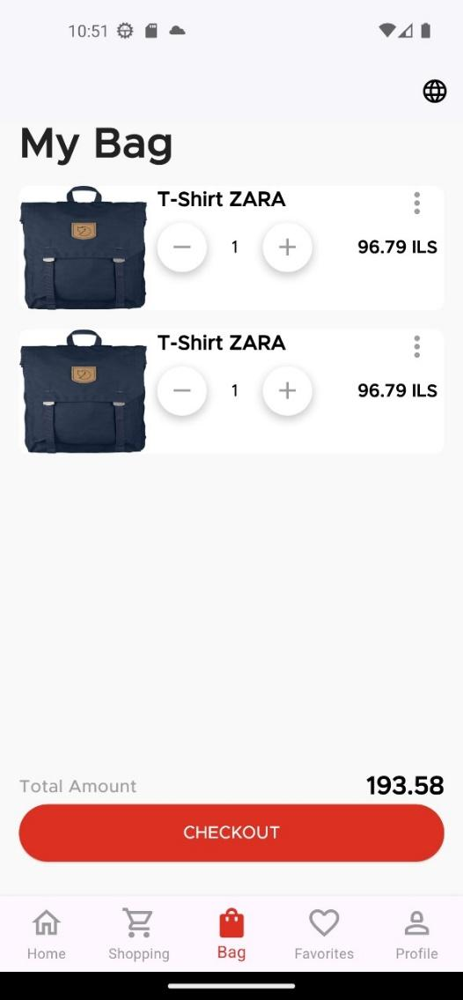 10:51
My Bag
T-Shirt ZARA
1
96.79 ILS
T-Shirt ZARA
1
96.79 ILS
Total Amount 193.58
CHECKOUT
Home Shopping Bag Favorites Profile